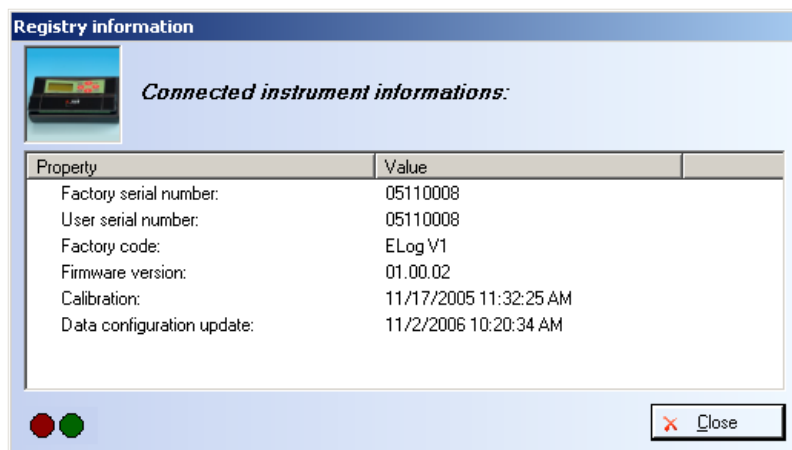 Registry information
Connected instrument informations:
Property Value
Factory serial number: 05110008
User serial number: 05110008
Factory code: ELog V1
Firmware version: 01.00.02
Calibration: 11/17/2005 11:32:25 AM
Data configuration update: 11/2/2006 10:20:34 AM
Close